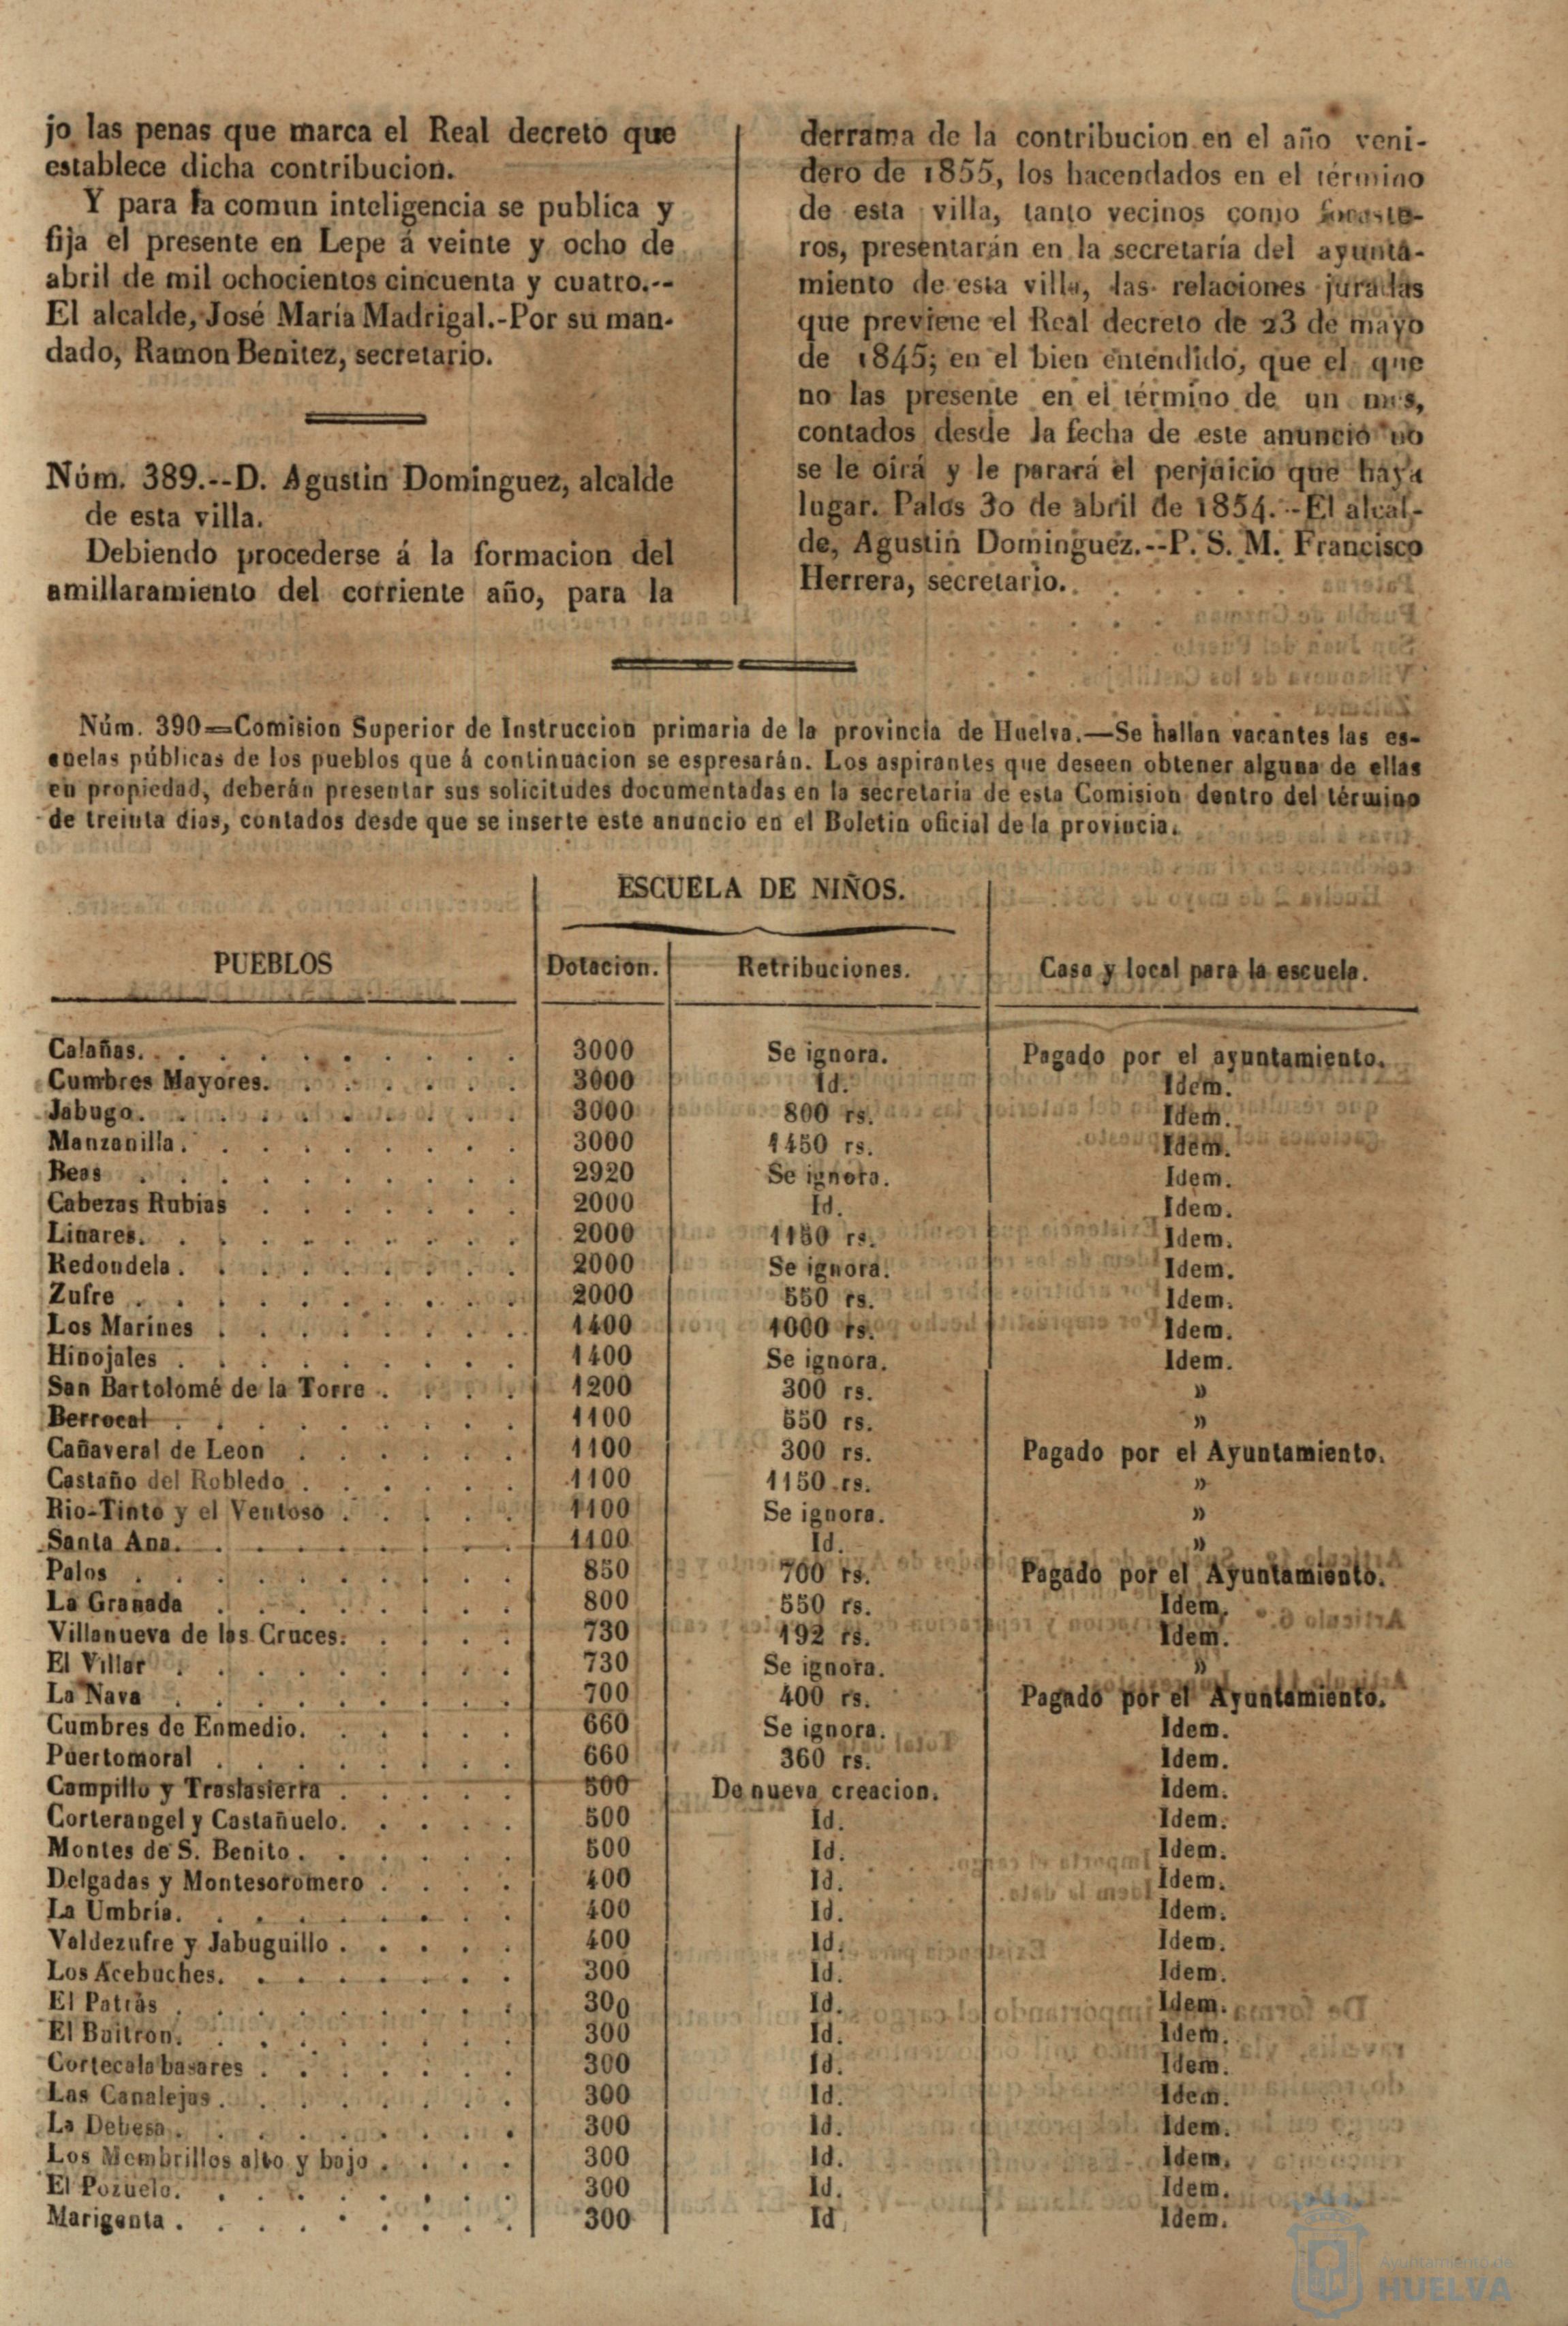 jo las penas que marca el Real decreto que
establece dicha contribucion.
Y para la comun inteligencia se publica y
fija el presente en Lepe á veinte y ocho de
abril de mil ochocientos cincuenta y cuatro.--
El alcalde, José María Madrigal.-Por su man-
dado, Ramon Benitez, secretario.
Núm. 389.--D. Agustin Dominguez, alcalde
de esta villa.
Debiendo procederse á la formacion del
amillaramiento del corriente año, para la
derrama de la contribucion en el año veni-
dero de 1855, los hacendados en el término
de esta villa, tanto vecinos como foraste-
ros, presentarán en la secretaría del ayunta-
miento de esta villa, las relaciones juradas
que previene el Real decreto de 23 de mayo
de 1845; en el bien entendido, que el que
no las presente en el término de un mes,
contados desde la fecha de este anuncio no
se le oirá y le parará el perjuicio que haya
lugar. Palos 30 de abril de 1854.--El alcal-
de, Agustin Dominguez.--P. S. M. Francisco
Herrera, secretario.
Núm. 390=Comision Superior de Instruccion primaria de la provincia de Huelva.—Se hallan vacantes las es-
cuelas públicas de los pueblos que á continuacion se espresarán. Los aspirantes que deseen obtener alguna de ellas
en propiedad, deberán presentar sus solicitudes documentadas en la secretaria de esta Comision dentro del término
de treinta dias, contados desde que se inserte este anuncio en el Boletin oficial de la provincia.
ESCUELA DE NIÑOS.
PUEBLOS Dotacion. Retribuciones. Casa y local para la escuela.
Calañas. . . . . . . . . . 3000 Se ignora. Pagado por el ayuntamiento.
Cumbres Mayores. . . . . . . 3000 Id. Idem.
Jabugo. . . . . . . . . . 3000 800 rs. Idem.
Manzanilla. . . . . . . . . 3000 1450 rs. Idem.
Beas . . . . . . . . . . 2920 Se ignora. Idem.
Cabezas Rubias . . . . . . . 2000 Id. Idem.
Linares. . . . . . . . . . 2000 1150 rs. Idem.
Redondela . . . . . . . . . 2000 Se ignora. Idem.
Zufre . . . . . . . . . . 2000 550 rs. Idem.
Los Marines . . . . . . . . 1400 1000 rs. Idem.
Hinojales . . . . . . . . . 1400 Se ignora. Idem.
San Bartolomé de la Torre . . . . 1200 300 rs. »
Berrocal . . . . . . . . . 1100 550 rs. »
Cañaveral de Leon . . . . . . 1100 300 rs. Pagado por el Ayuntamiento.
Castaño del Robledo . . . . . . 1100 1150 rs. »
Rio-Tinto y el Ventoso . . . . . 1100 Se ignora. »
Santa Ana. . . . . . . . . 1100 Id. »
Palos . . . . . . . . . . 850 700 rs. Pagado por el Ayuntamiento.
La Granada . . . . . . . . 800 550 rs. Idem.
Villanueva de las Cruces. . . . . 730 192 rs. Idem.
El Villar . . . . . . . . . 730 Se ignora. »
La Nava . . . . . . . . . 700 400 rs. Pagado por el Ayuntamiento.
Cumbres de Enmedio. . . . . . 660 Se ignora. Idem.
Puertomoral . . . . . . . . 660 360 rs. Idem.
Campillo y Traslasierra . . . . . 500 De nueva creacion. Idem.
Corterangel y Castañuelo. . . . . 500 Id. Idem.
Montes de S. Benito . . . . . . 500 Id. Idem.
Delgadas y Montesoromero . . . . 400 Id. Idem.
La Umbria. . . . . . . . . 400 Id. Idem.
Valdezufre y Jabuguillo . . . . . 400 Id. Idem.
Los Acebuches. . . . . . . . 300 Id. Idem.
El Patrás . . . . . . . . . 300 Id. Idem.
El Buitron. . . . . . . . . 300 Id. Idem.
Cortecalabasares . . . . . . . 300 Id. Idem.
Las Canalejas . . . . . . . . 300 Id. Idem.
La Dehesa . . . . . . . . . 300 Id. Idem.
Los Membrillos alto y bajo . . . . 300 Id. Idem.
El Pozuelo. . . . . . . . . 300 Id. Idem.
Marigenta . . . . . . . . . 300 Id Idem.
Ayuntamiento de
HUELVA